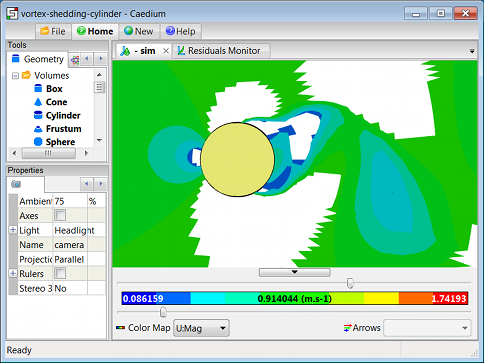 vortex-shedding-cylinder - Caedium
File
Home
New
Help
Tools
Geometry
Volumes
Box
Cone
Cylinder
Frustum
Sphere
- sim
Residuals Monitor
Properties
Ambient 75 %
Axes
Light Headlight
Name camera
Projectic Parallel
Rulers
Stereo 3 No
0.086159 0.914044 (m.s-1) 1.74193
Color Map U:Mag Arrows
Ready